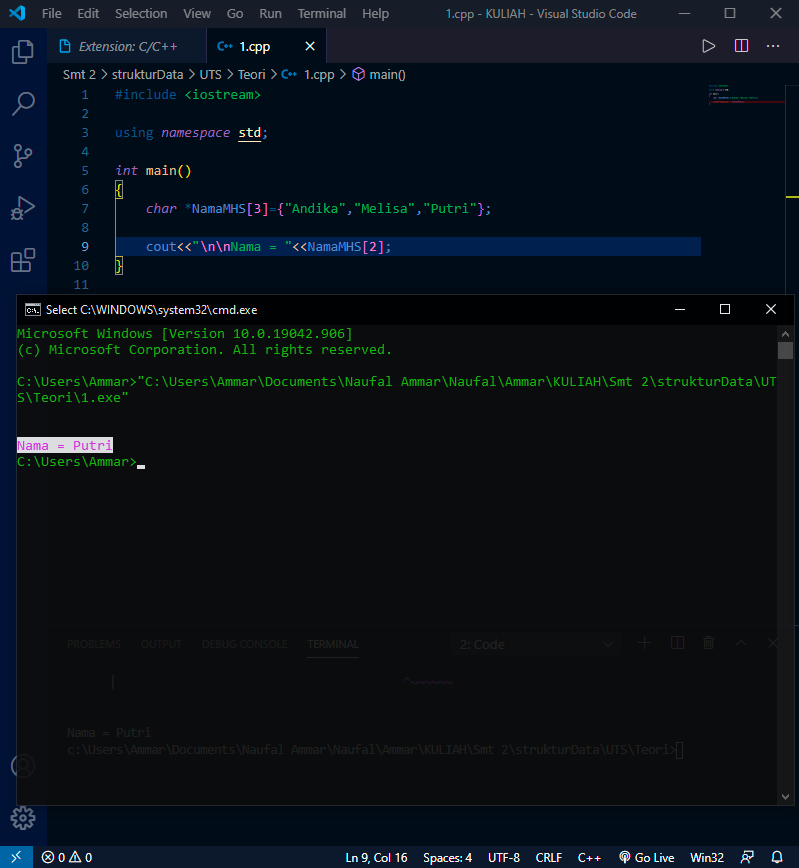 File Edit Selection View Go Run Terminal Help 1.cpp - KULIAH - Visual Studio Code
Extension: C/C++ C++ 1.cpp
Smt 2 > strukturData > UTS > Teori > C++ 1.cpp > main()
1 #include <iostream>
2
3 using namespace std;
4
5 int main()
6 {
7 char *NamaMHS[3]={"Andika","Melisa","Putri"};
8
9 cout<<"\n\nNama = "<<NamaMHS[2];
10 }
11
Select C:\WINDOWS\system32\cmd.exe
Microsoft Windows [Version 10.0.19042.906]
(c) Microsoft Corporation. All rights reserved.
C:\Users\Ammar>"C:\Users\Ammar\Documents\Naufal Ammar\Naufal\Ammar\KULIAH\Smt 2\strukturData\UT
S\Teori\1.exe"
Nama = Putri
C:\Users\Ammar>
PROBLEMS OUTPUT DEBUG CONSOLE TERMINAL 2: Code
| ^~~~~~~
Nama = Putri
c:\Users\Ammar\Documents\Naufal Ammar\Naufal\Ammar\KULIAH\Smt 2\strukturData\UTS\Teori>
0 0 Ln 9, Col 16 Spaces: 4 UTF-8 CRLF C++ Go Live Win32